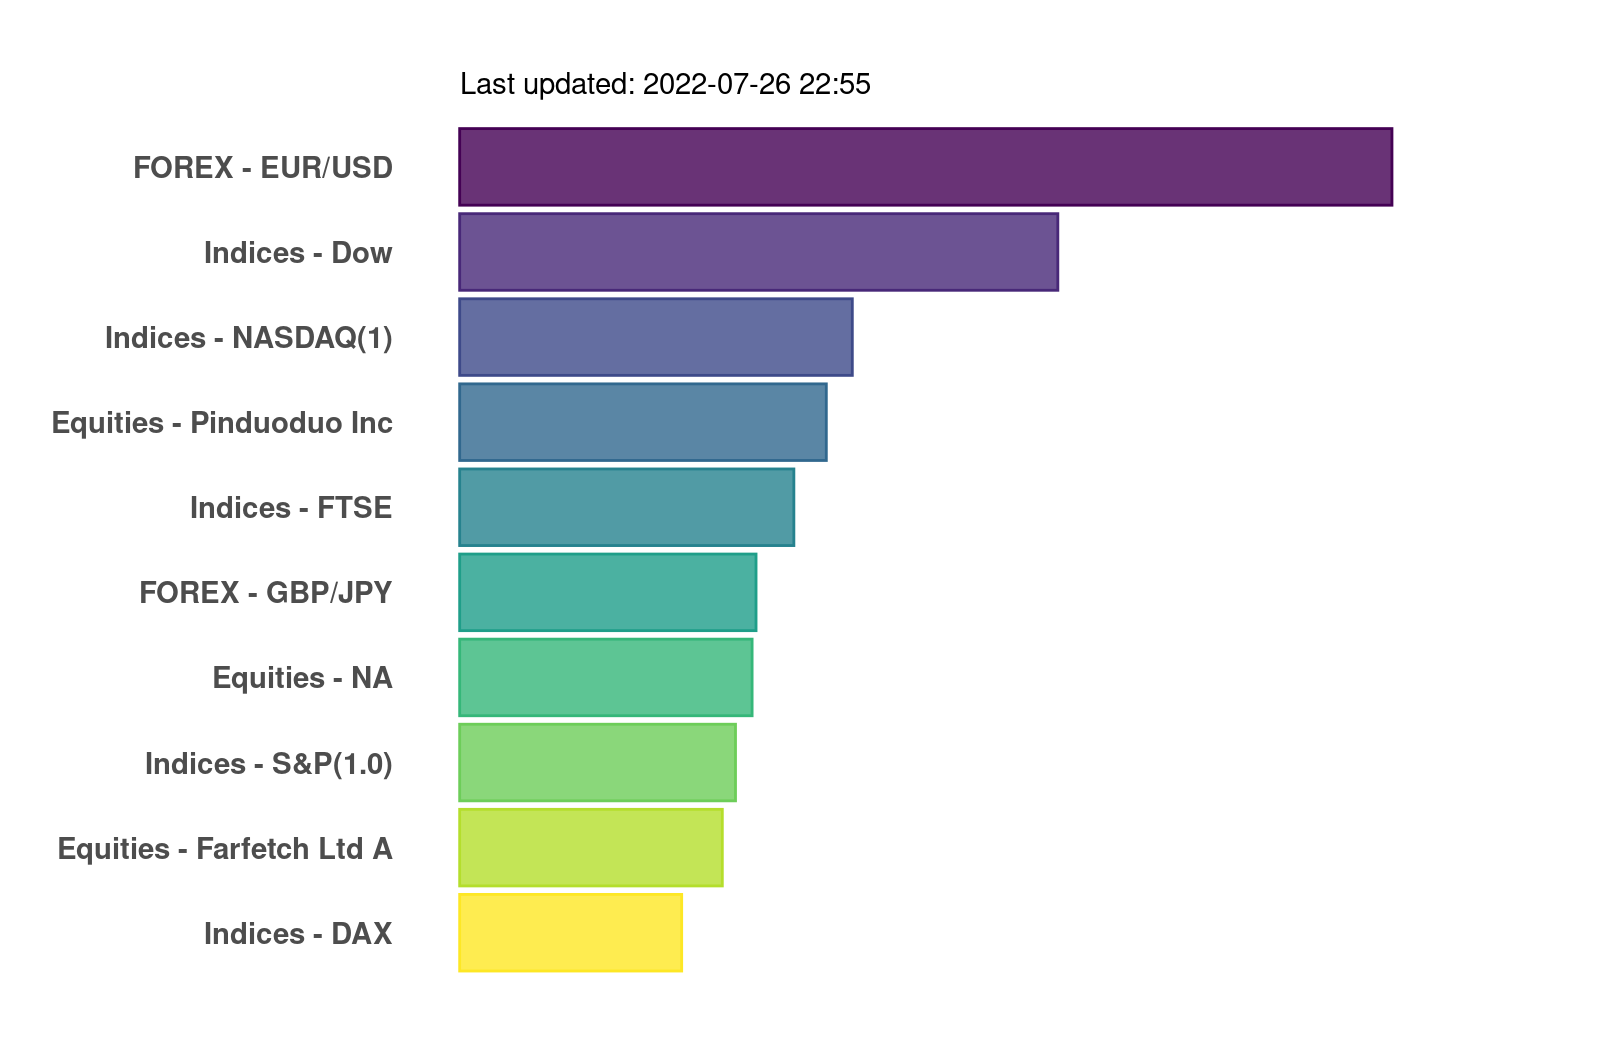 Last updated: 2022-07-26 22:55
FOREX - EUR/USD
Indices - Dow
Indices - NASDAQ(1)
Equities - Pinduoduo Inc
Indices - FTSE
FOREX - GBP/JPY
Equities - NA
Indices - S&P(1.0)
Equities - Farfetch Ltd A
Indices - DAX